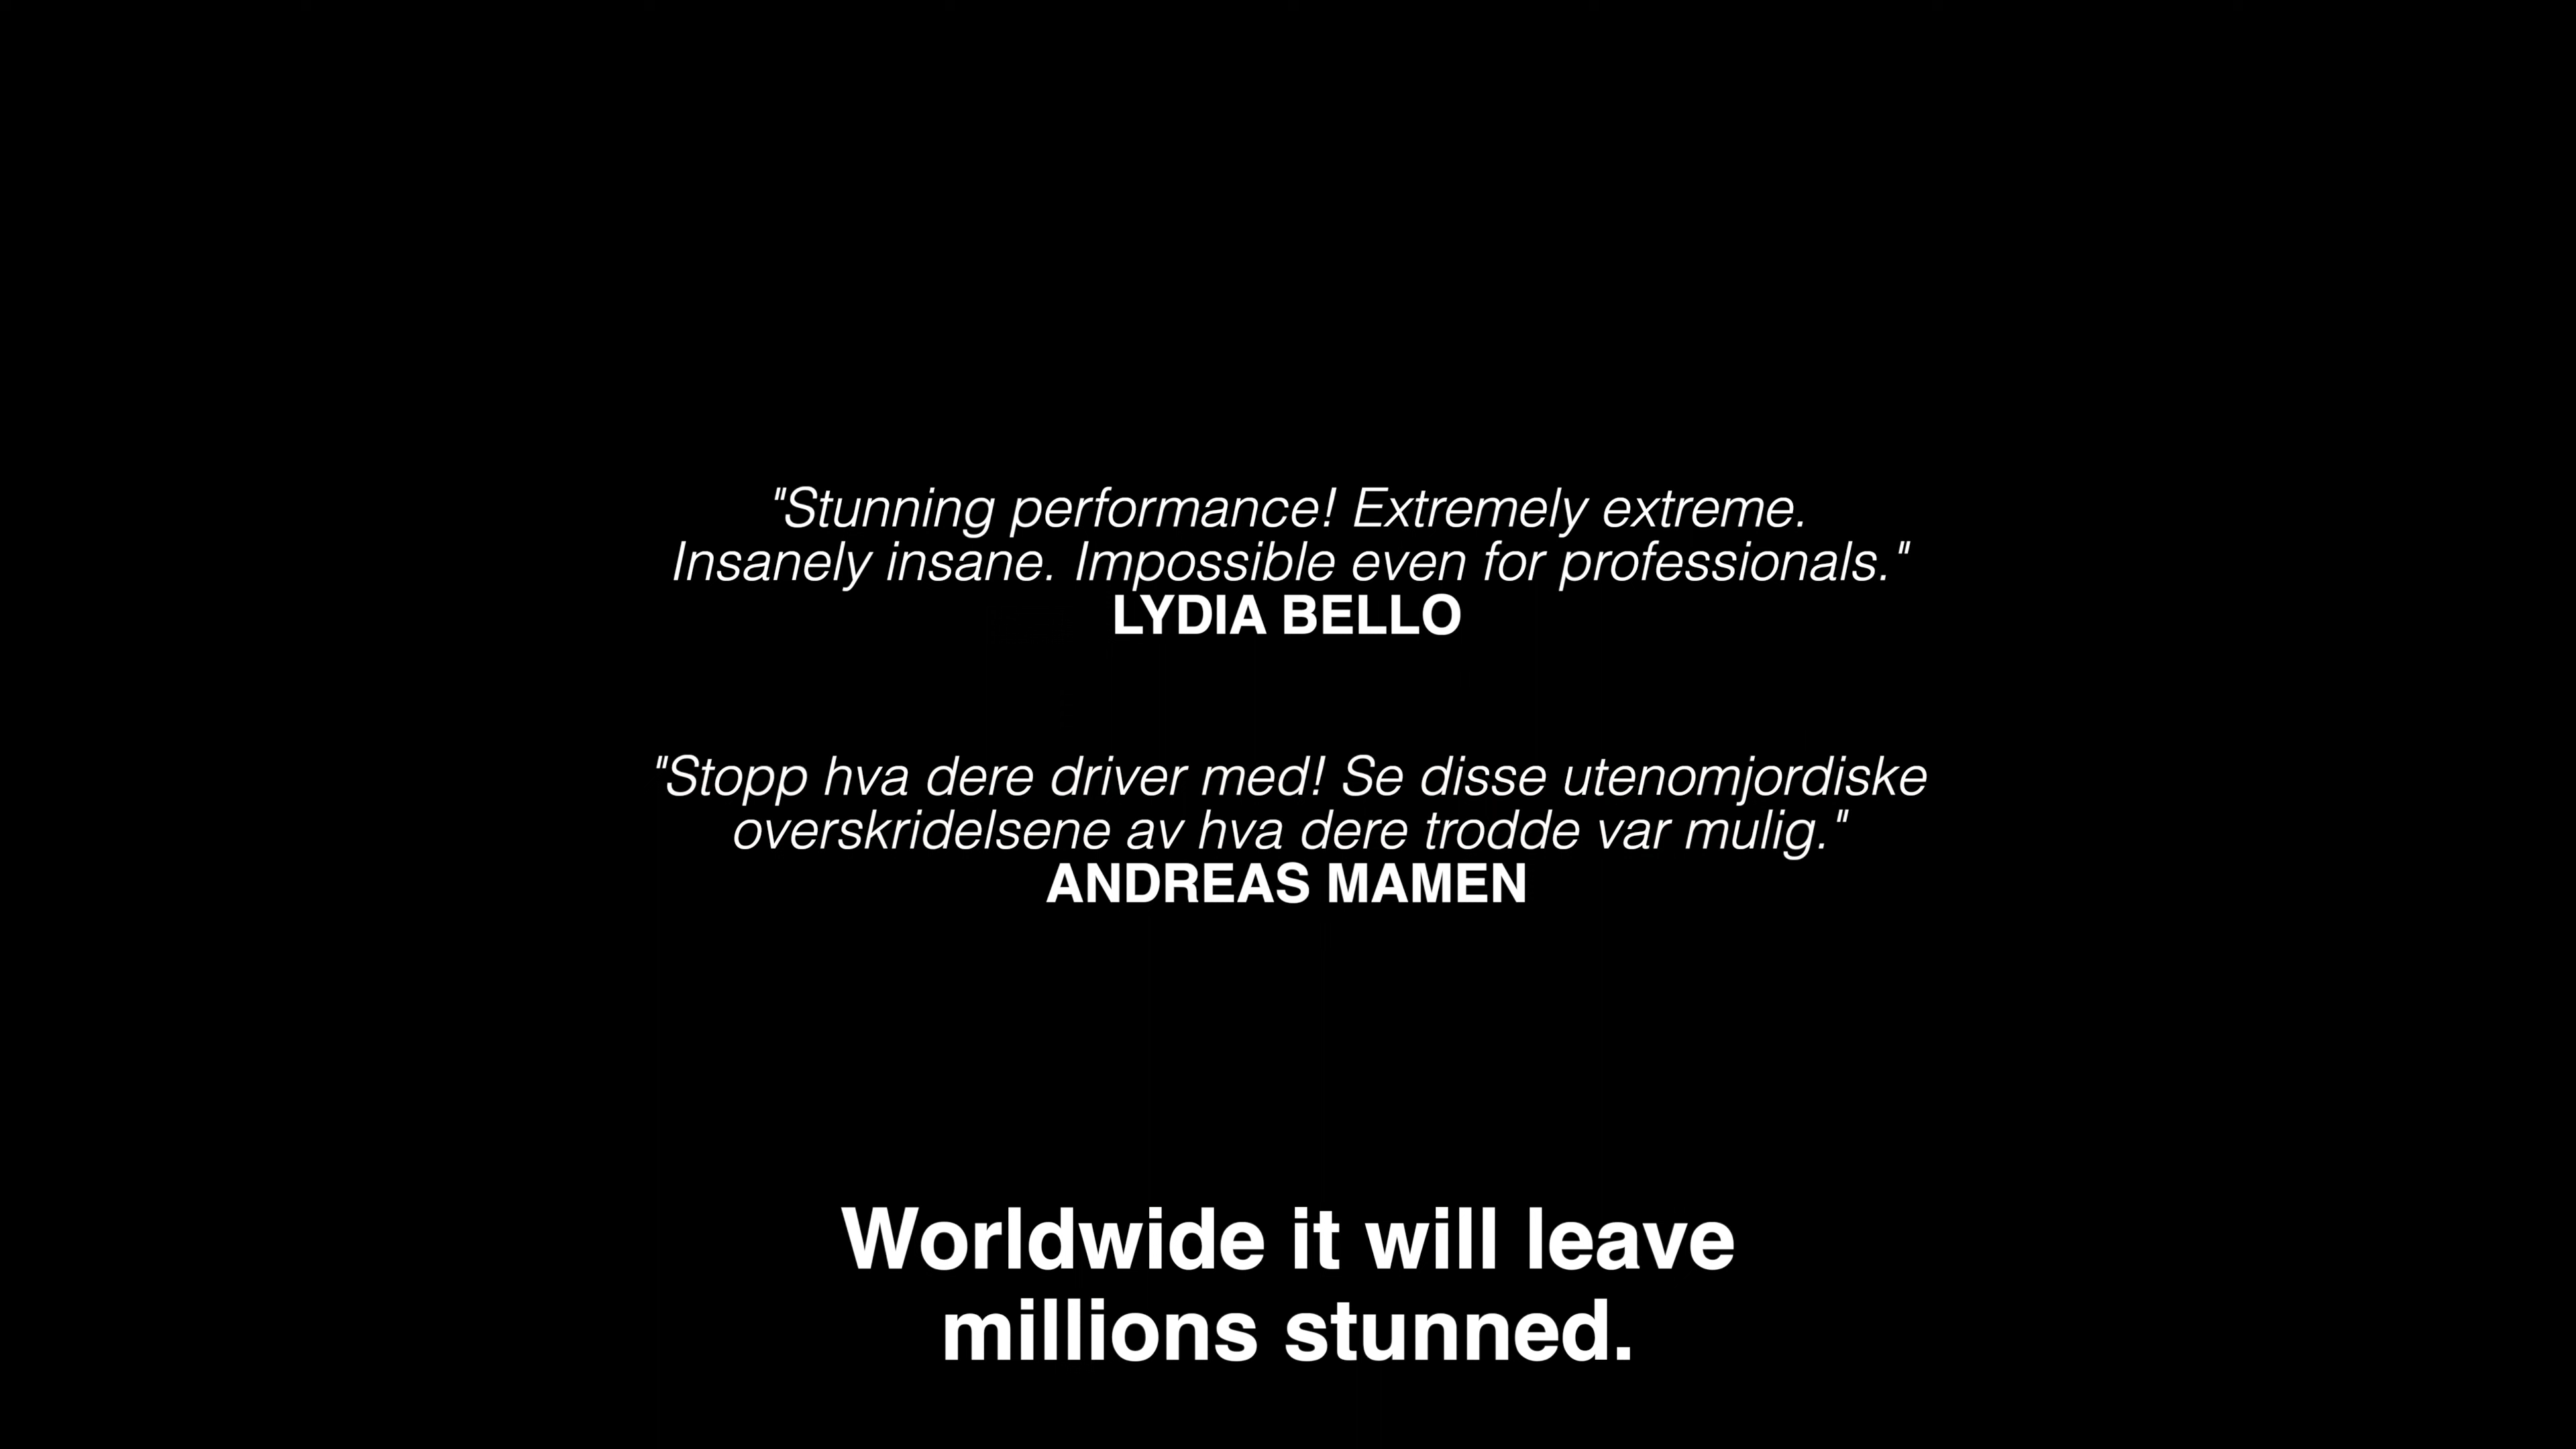 "Stunning performance! Extremely extreme.
Insanely insane. Impossible even for professionals."
LYDIA BELLO
"Stopp hva dere driver med! Se disse utenomjordiske
overskridelsene av hva dere trodde var mulig."
ANDREAS MAMEN
Worldwide it will leave
millions stunned.